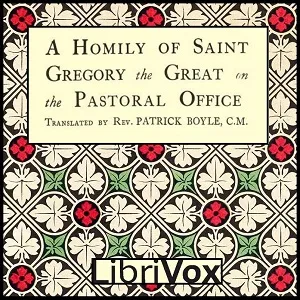 A Homily of Saint
Gregory the Great on
the Pastoral Office
Translated by Rev. PATRICK BOYLE, C.M.
LibriVox